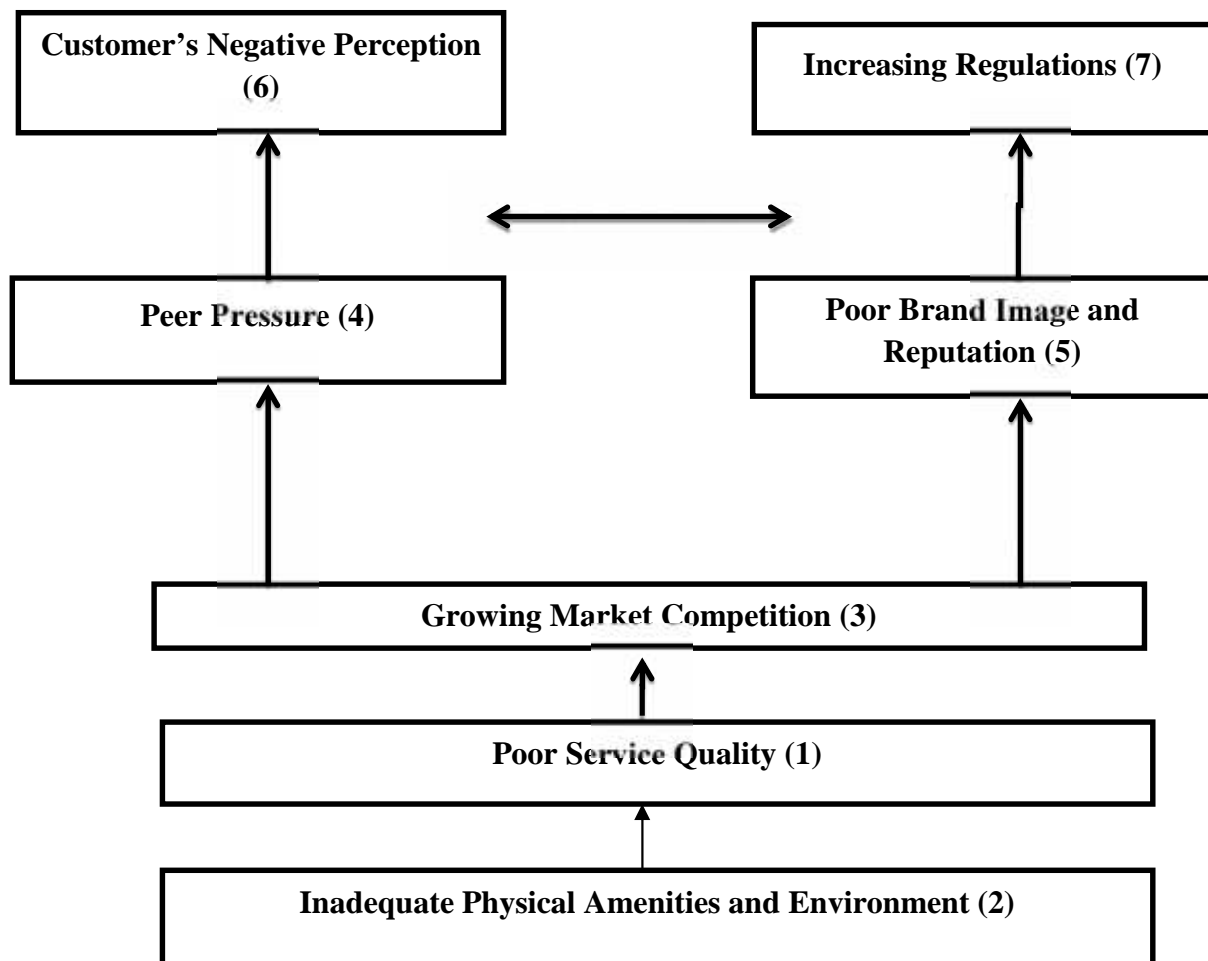 Customer’s Negative Perception
(6)
Increasing Regulations (7)
Peer Pressure (4)
Poor Brand Image and
Reputation (5)
Growing Market Competition (3)
Poor Service Quality (1)
Inadequate Physical Amenities and Environment (2)